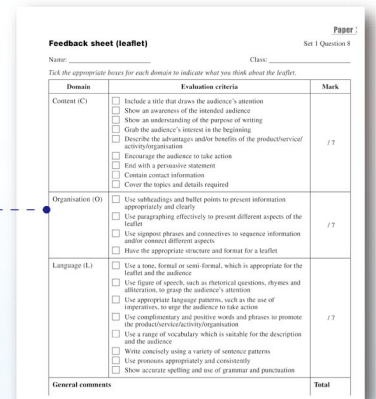 Paper
Feedback sheet (leaflet)
Set 1 Question 8
Name:
Class:
Tick the appropriate boxes for each domain to indicate what you think about the leaflet.
Domain
Evaluation criteria
Mark
Content (C)
Include a title that draws the audience's attention
Show an awareness of the intended audience
Show an understanding of the purpose of writing
Grab the audience's interest in the beginning
Describe the advantages and/or benefits of the product/service/
activity/organisation
Encourage the audience to take action
End with a persuasive statement
Contain contact information
Cover the topics and details required
/ 7
Organisation (O)
Use subheadings and bullet points to present information
appropriately and clearly
Use paragraphing effectively to present different aspects of the
leaflet
Use signpost phrases and connectives to sequence information
and/or connect different aspects
Have the appropriate structure and format for a leaflet
/ 7
Language (L)
Use a tone, formal or semi-formal, which is appropriate for the
leaflet and the audience
Use figure of speech, such as rhetorical questions, rhymes and
alliteration, to grasp the audience's attention
Use appropriate language patterns, such as the use of
imperatives, to urge the audience to take action
Use complimentary and positive words and phrases to promote
the product/service/activity/organisation
Use a range of vocabulary which is suitable for the description
and the audience
Write concisely using a variety of sentence patterns
Use pronouns appropriately and consistently
Show accurate spelling and use of grammar and punctuation
/ 7
General comments
Total